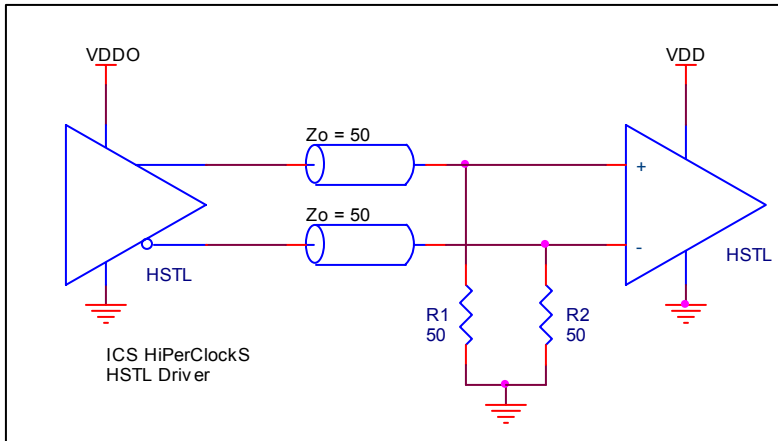 VDDO
VDD
Zo = 50
+
Zo = 50
-
HSTL
HSTL
R1
50
R2
50
ICS HiPerClockS
HSTL Driver